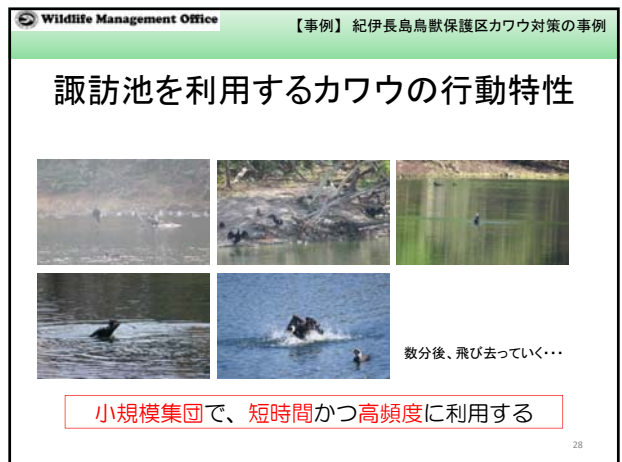 Wildlife Management Office
【事例】 紀伊長島鳥獣保護区カワウ対策の事例
諏訪池を利用するカワウの行動特性
数分後、飛び去っていく・・・
小規模集団で、短時間かつ高頻度に利用する
28